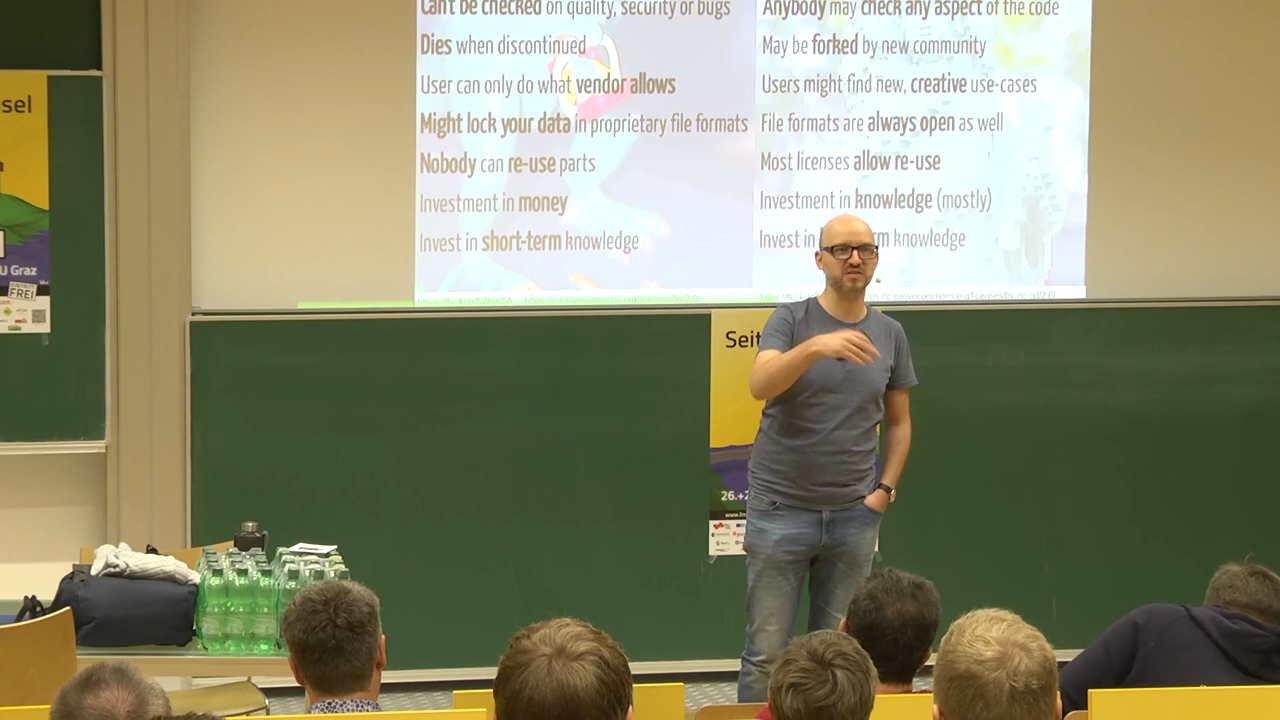 Can't be checked on quality, security or bugs
Dies when discontinued
User can only do what vendor allows
Might lock your data in proprietary file formats
Nobody can re-use parts
Investment in money
Invest in short-term knowledge
Anybody may check any aspect of the code
May be forked by new community
Users might find new, creative use-cases
File formats are always open as well
Most licenses allow re-use
Investment in knowledge (mostly)
Invest in rm knowledge
sel
U Graz
FREI
Seit
26.+2